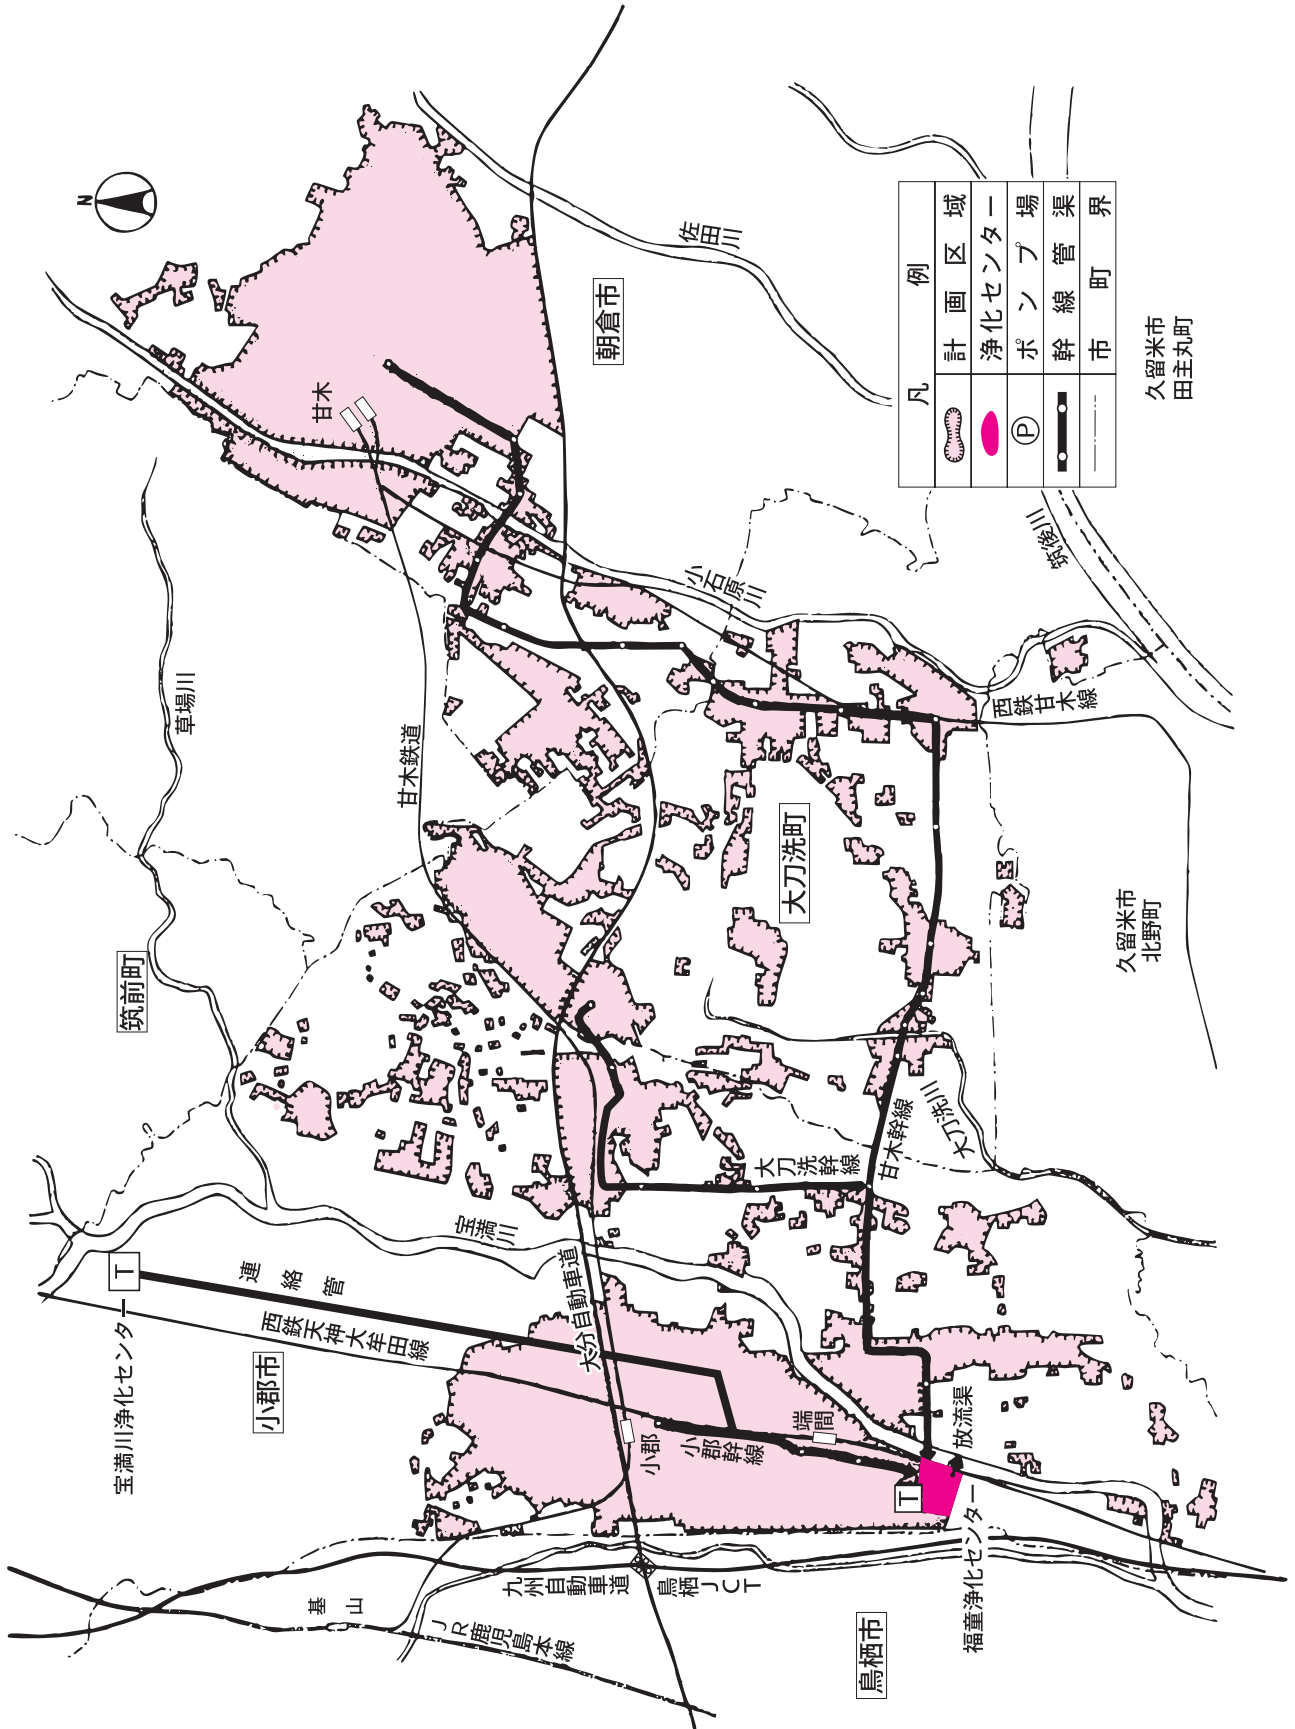 N
甘木
朝倉市
佐田川
凡例
計画区域
浄化センター
P
ポンプ場
幹線管渠
市町界
久留米市
田主丸町
草場川
甘木鉄道
小石原川
筑後川
西鉄甘木線
大刀洗町
久留米市
北野町
筑前町
大刀洗川
甘木幹線
大刀洗幹線
宝満川
T
連絡管
西鉄天神大牟田線
大分自動車道
宝満川浄化センター
小郡市
小郡
小郡幹線
端間
放流渠
T
福童浄化センター
九州自動車道
鳥栖JCT
基山
JR鹿児島本線
鳥栖市